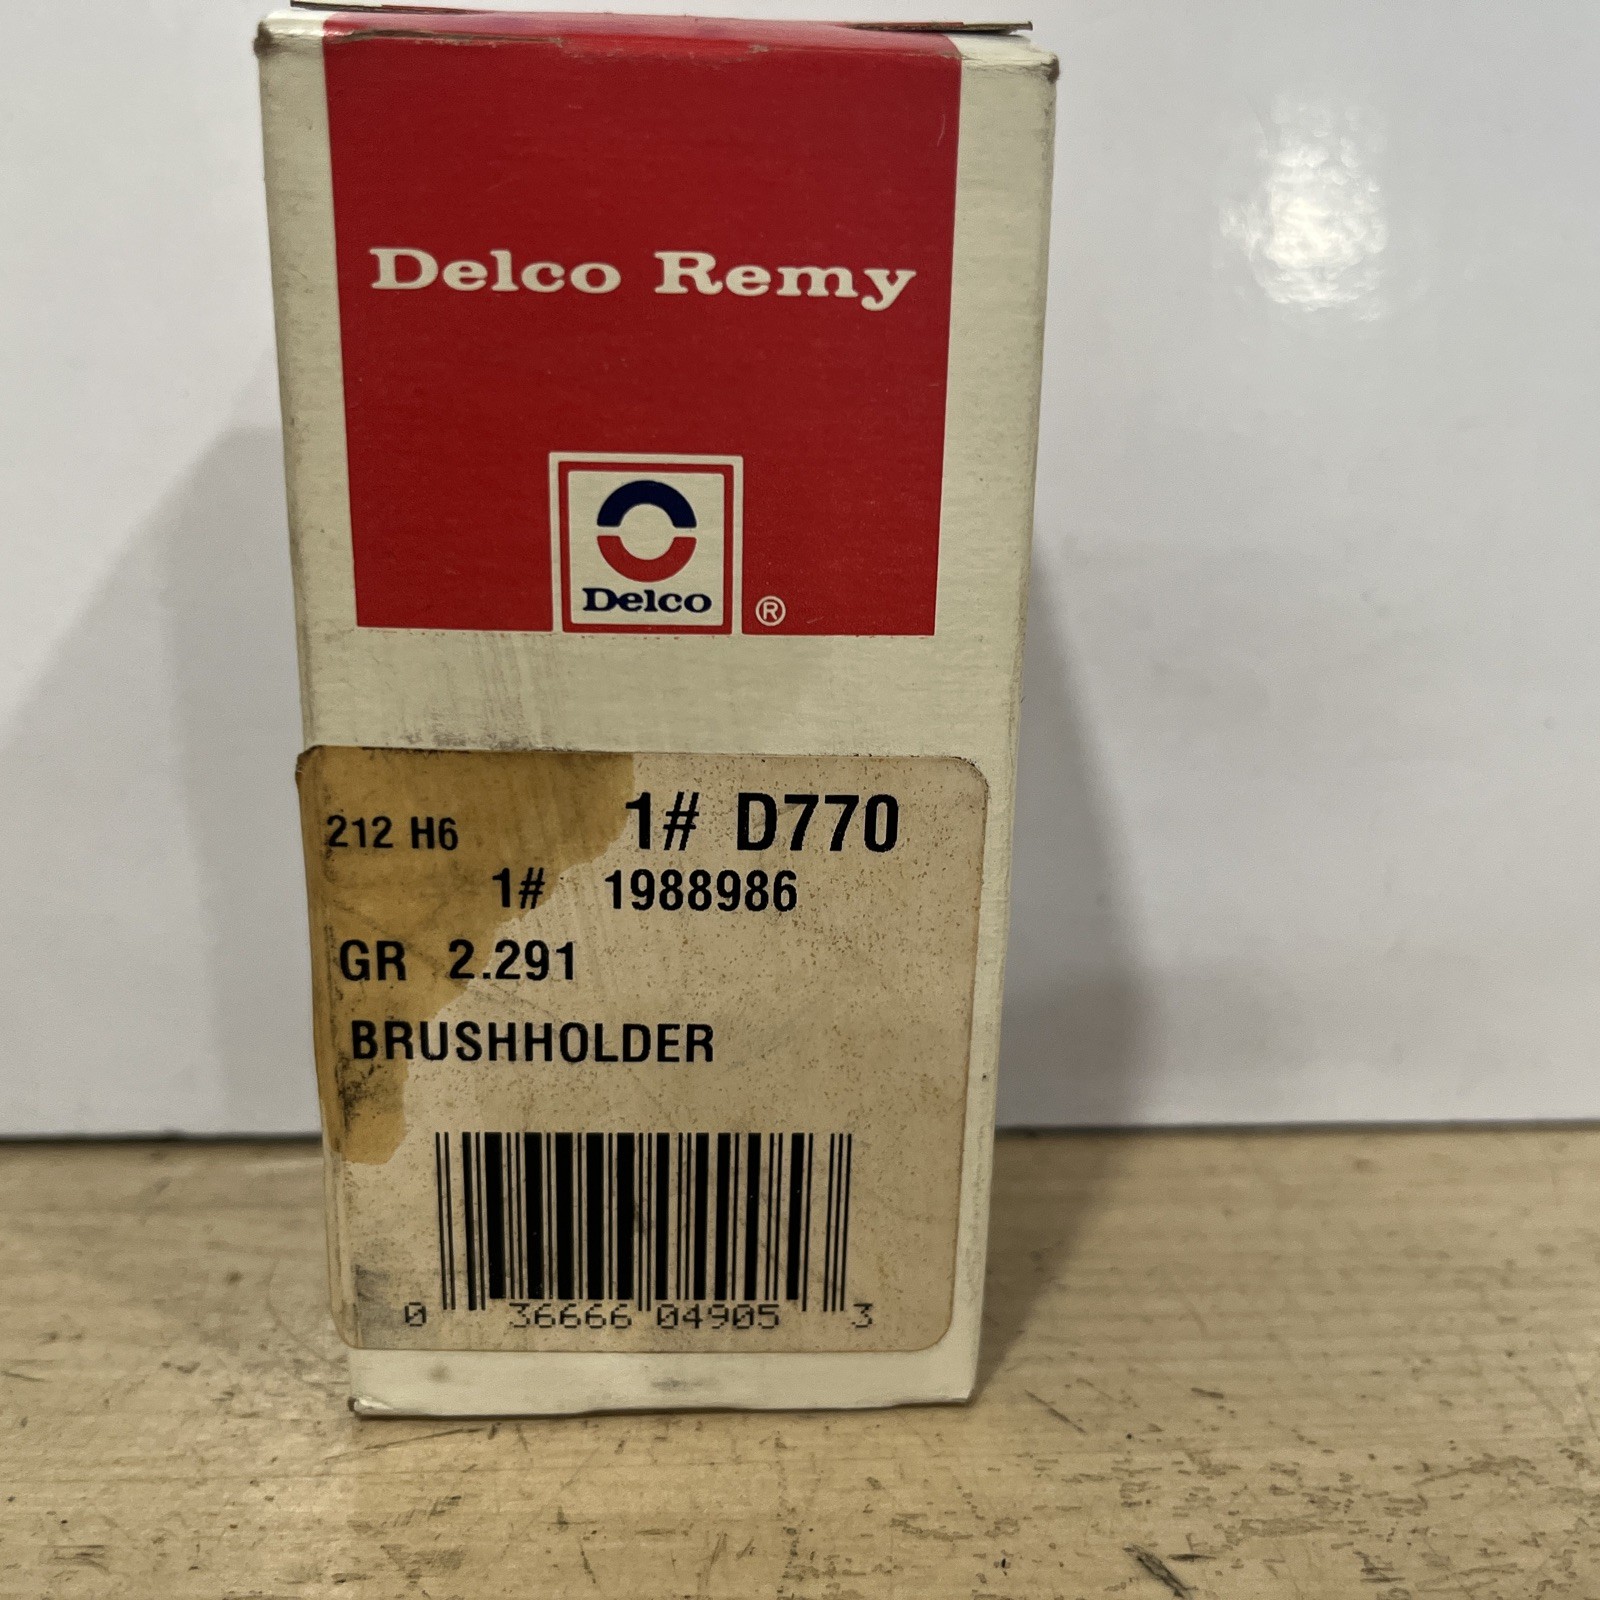 Delco Remy
Delco ®
212 H6 1# D770
1# 1988986
GR 2.291
BRUSHHOLDER
0 36666 04905 3